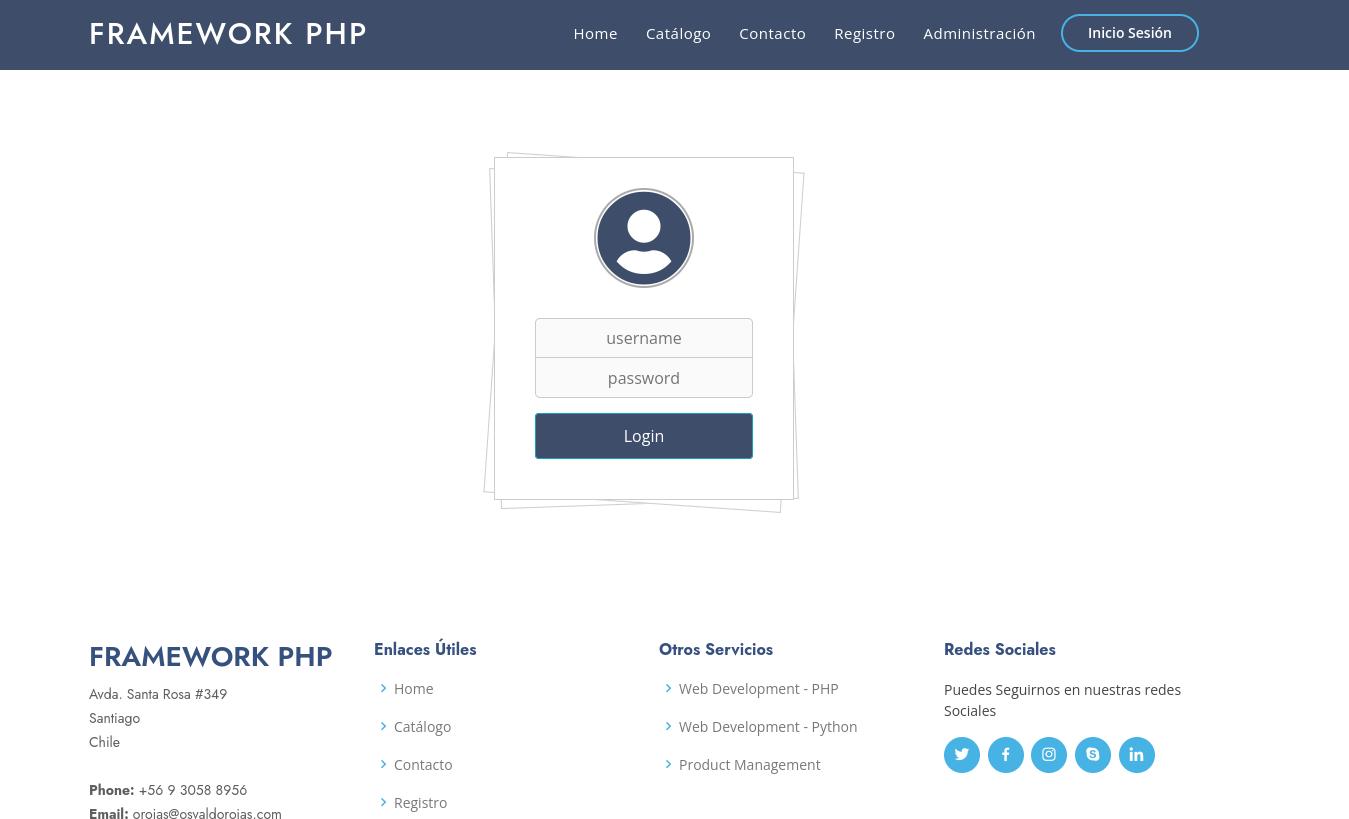 FRAMEWORK PHP
Home Catálogo Contacto Registro Administración Inicio Sesión
username
password
Login
FRAMEWORK PHP
Avda. Santa Rosa #349
Santiago
Chile
Phone: +56 9 3058 8956
Email: orojas@osvaldorojas.com
Enlaces Útiles
Home
Catálogo
Contacto
Registro
Otros Servicios
Web Development - PHP
Web Development - Python
Product Management
Redes Sociales
Puedes Seguirnos en nuestras redes
Sociales